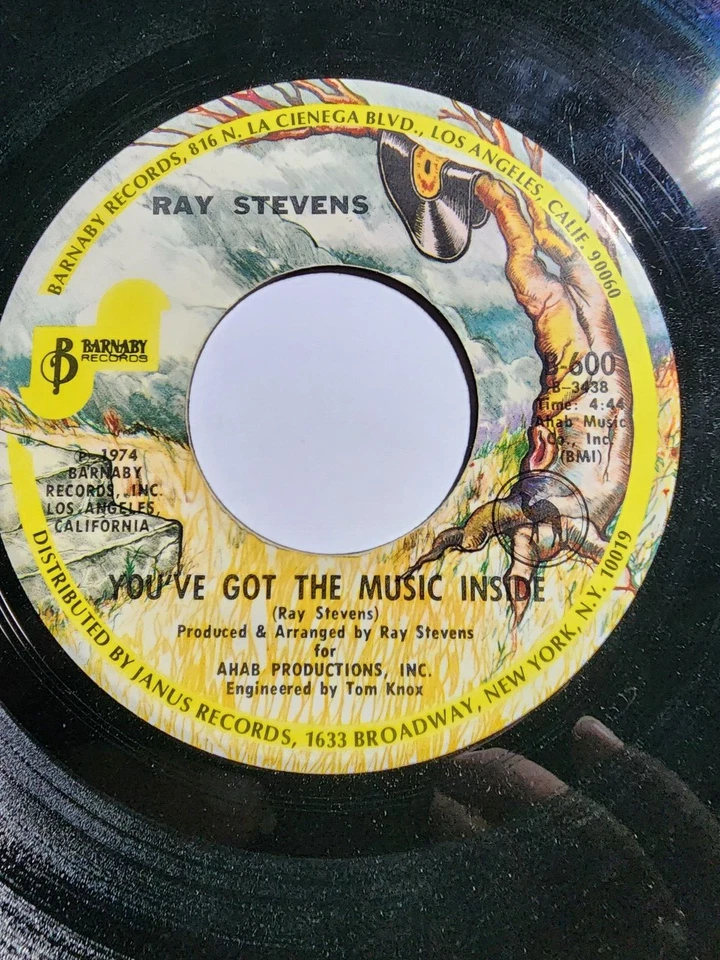 BARNABY RECORDS, 816 N. LA CIENEGA BLVD., LOS ANGELES, CALIF. 90060
RAY STEVENS
B BARNABY
RECORDS
B-600
B-3438
Time: 4:44
Ahab Music
Co., Inc.
(BMI)
P 1974
BARNABY
RECORDS, INC.
LOS ANGELES,
CALIFORNIA
YOU'VE GOT THE MUSIC INSIDE
(Ray Stevens)
Produced & Arranged by Ray Stevens
for
AHAB PRODUCTIONS, INC.
Engineered by Tom Knox
DISTRIBUTED BY JANUS RECORDS, 1633 BROADWAY, NEW YORK, N.Y. 10019